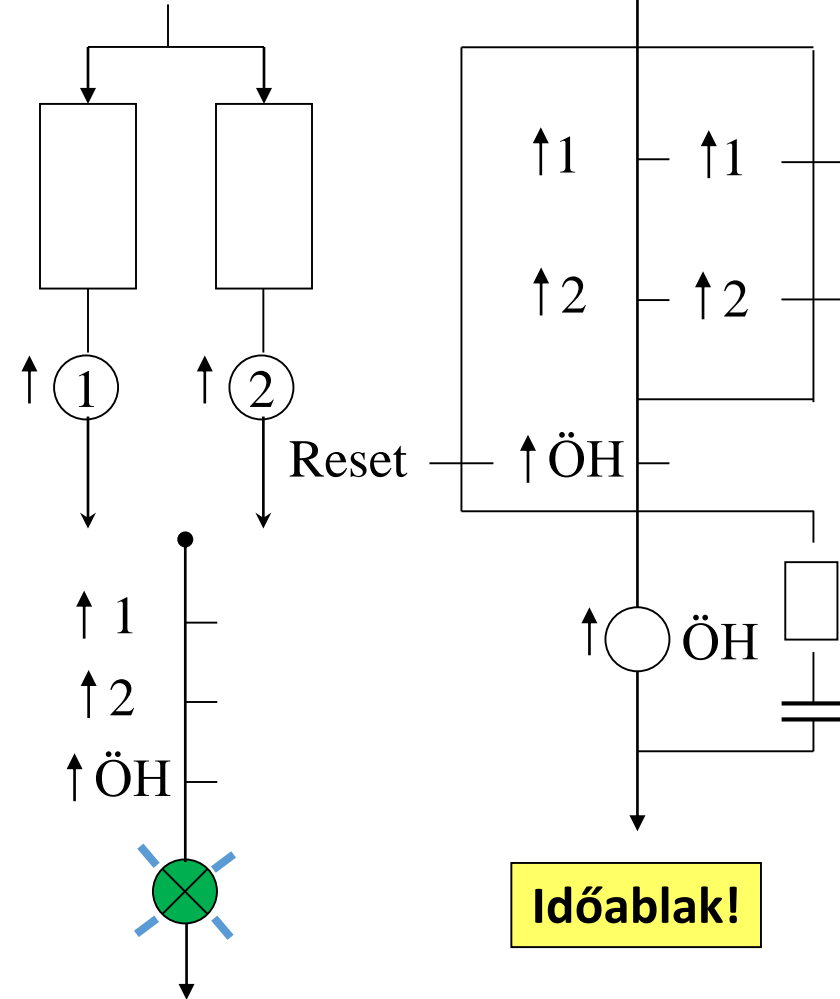 ↑1 ↑1
↑2 ↑2
↑ 1 ↑ 2
Reset ↑ ÖH
↑ 1
↑ ÖH
↑ 2
↑ ÖH
Időablak!